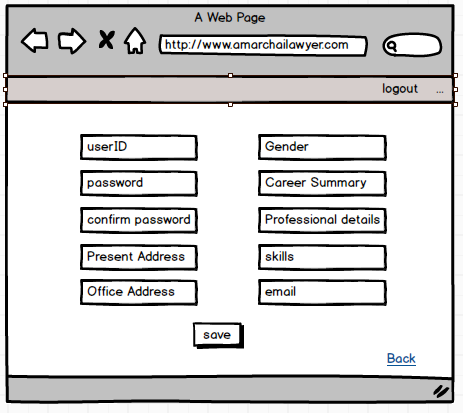 A Web Page
http://www.amarchailawyer.com
logout ...
userID
Gender
password
Career Summary
confirm password
Professional details
Present Address
skills
Office Address
email
save
Back